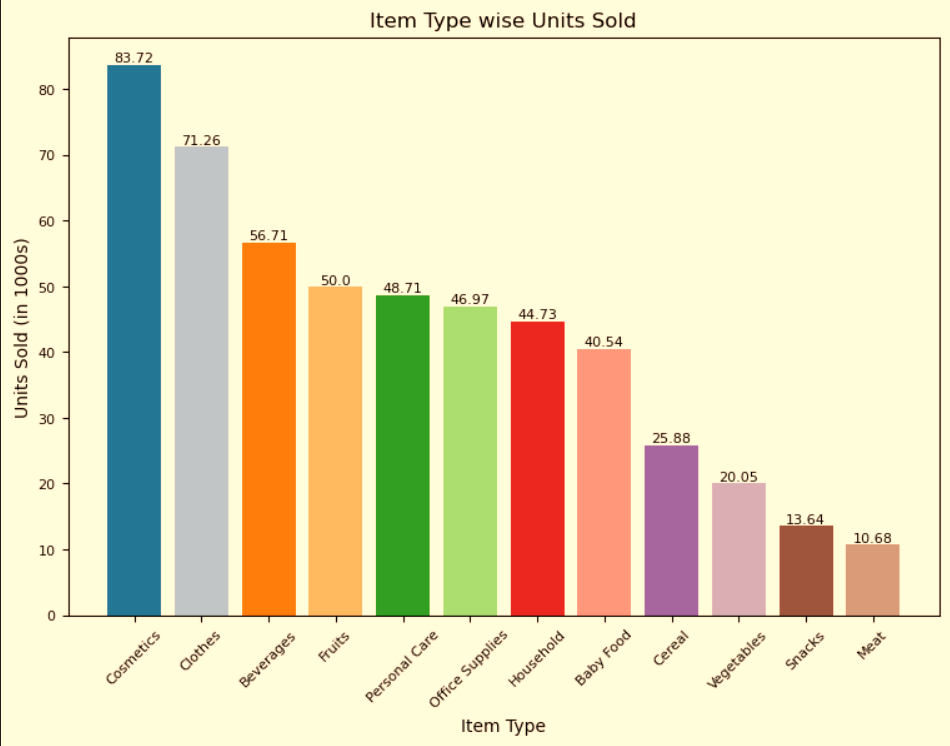 Item Type wise Units Sold
Units Sold (in 1000s)
80
70
60
50
40
30
20
10
0
83.72
71.26
56.71
50.0
48.71
46.97
44.73
40.54
25.88
20.05
13.64
10.68
Cosmetics
Clothes
Beverages
Fruits
Personal Care
Office Supplies
Household
Baby Food
Cereal
Vegetables
Snacks
Meat
Item Type